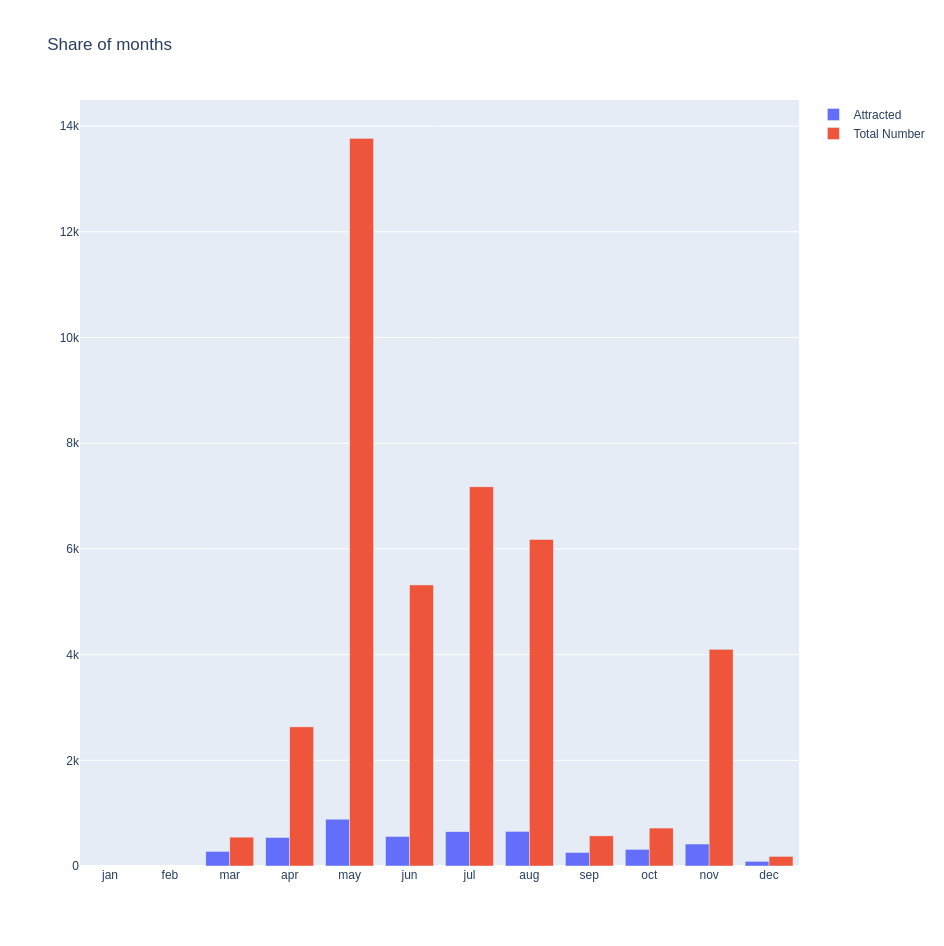 Share of months
Attracted
Total Number
14k
12k
10k
8k
6k
4k
2k
0
jan feb mar apr may jun jul aug sep oct nov dec